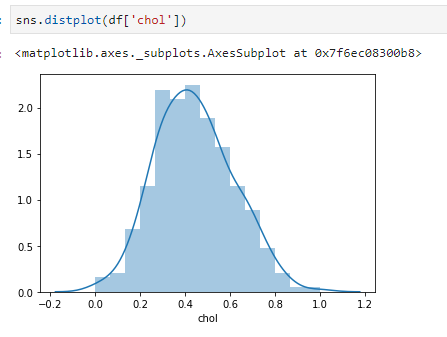 sns.distplot(df['chol'])
<matplotlib.axes._subplots.AxesSubplot at 0x7f6ec08300b8>
2.0
1.5
1.0
0.5
0.0
−0.2 0.0 0.2 0.4 0.6 0.8 1.0 1.2
chol